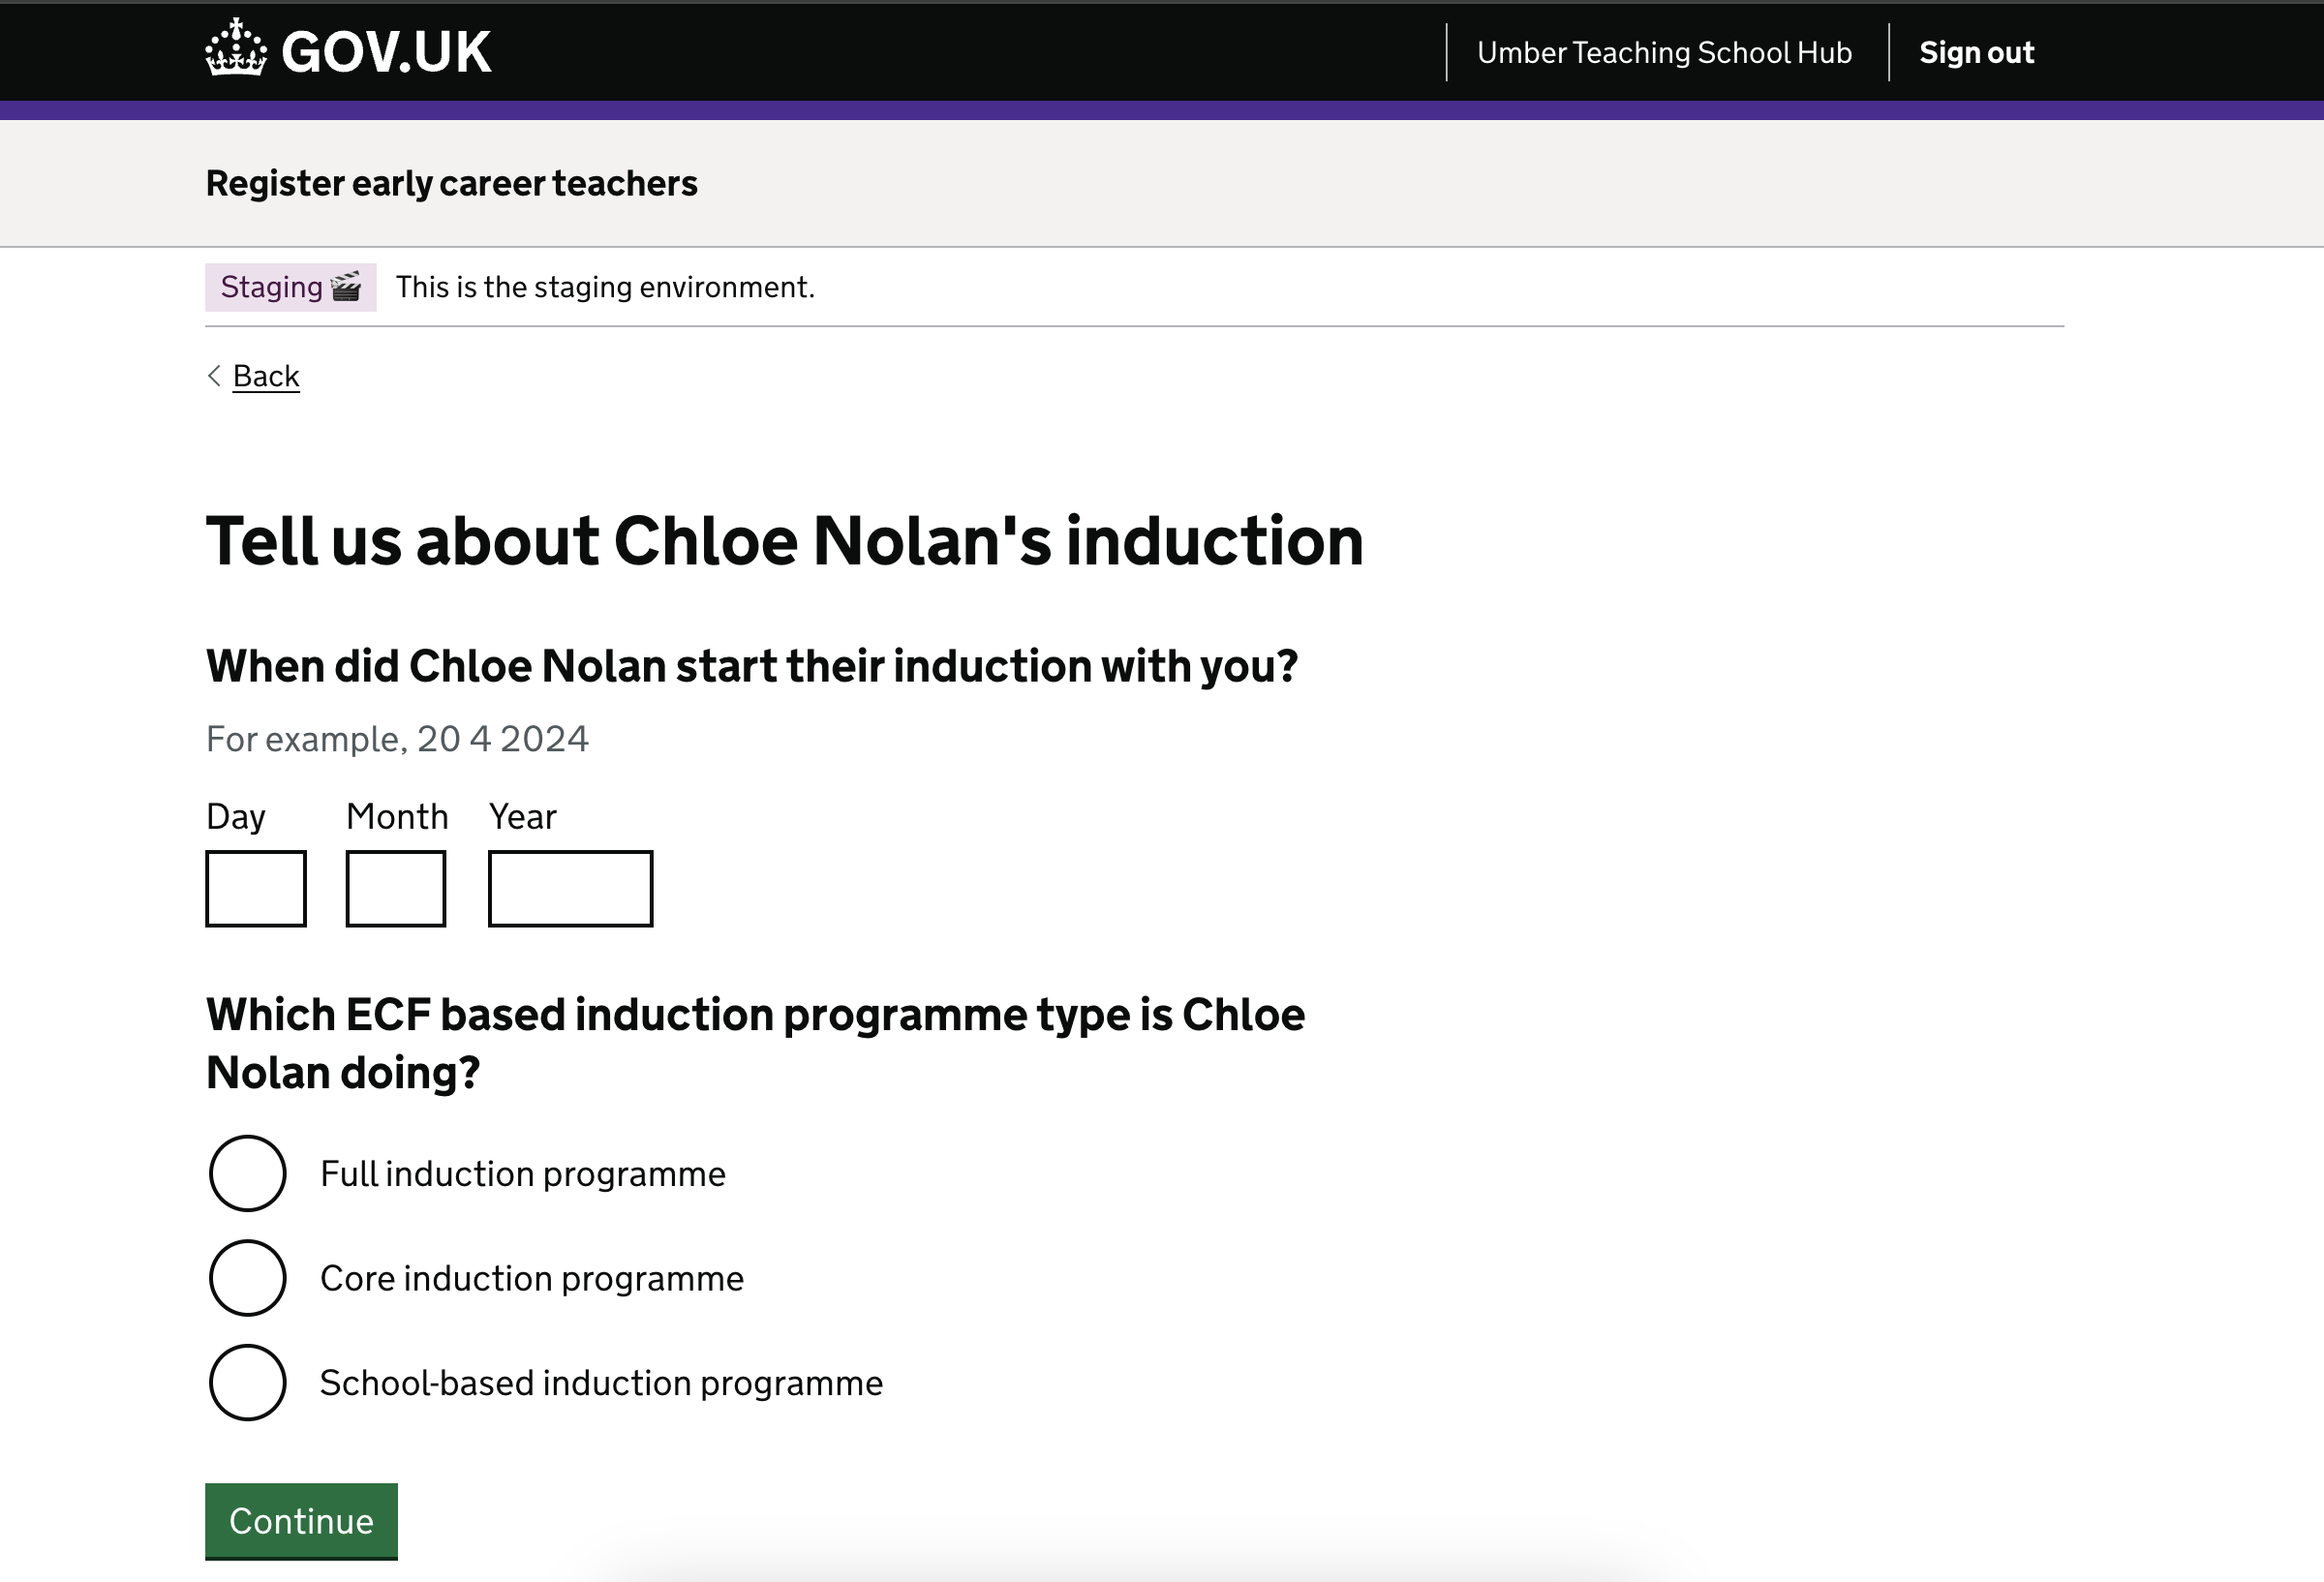 GOV.UK
Umber Teaching School Hub
Sign out
Register early career teachers
Staging 🎬 This is the staging environment.
Back
Tell us about Chloe Nolan's induction
When did Chloe Nolan start their induction with you?
For example, 20 4 2024
Day Month Year
Which ECF based induction programme type is Chloe
Nolan doing?
Full induction programme
Core induction programme
School-based induction programme
Continue